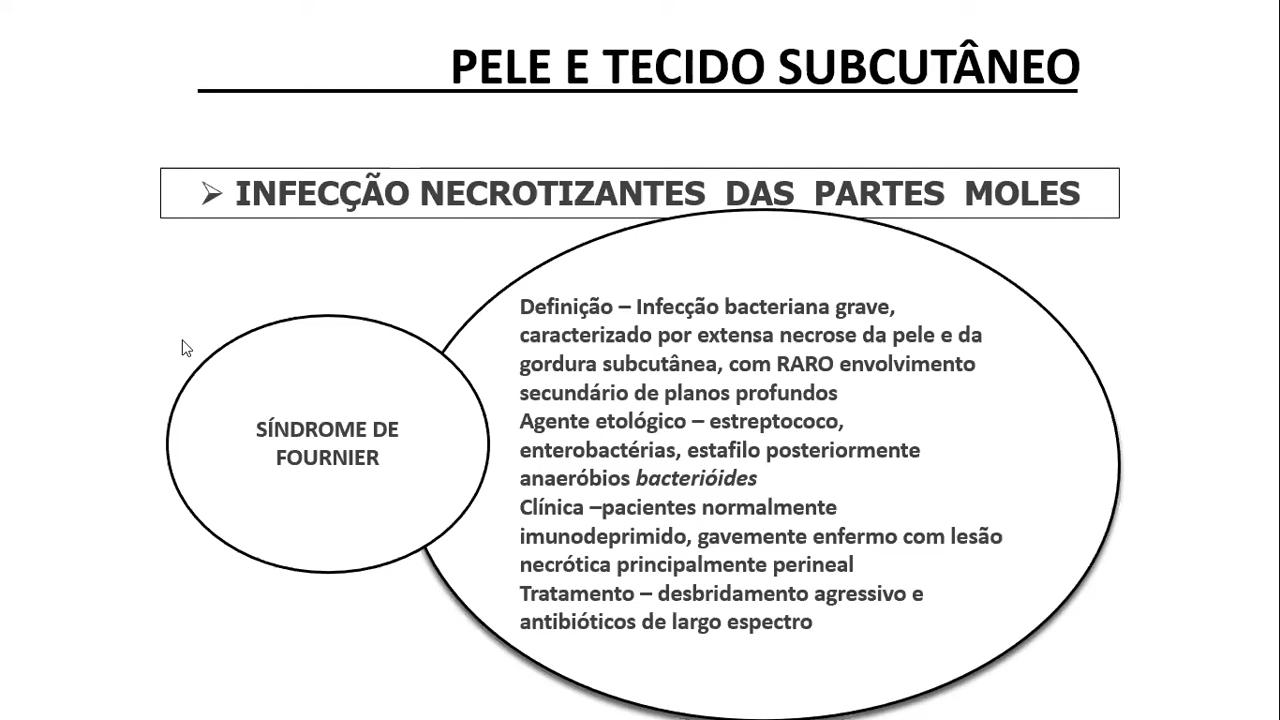 PELE E TECIDO SUBCUTÂNEO
➢ INFECÇÃO NECROTIZANTES DAS PARTES MOLES
SÍNDROME DE
FOURNIER
Definição – Infecção bacteriana grave,
caracterizado por extensa necrose da pele e da
gordura subcutânea, com RARO envolvimento
secundário de planos profundos
Agente etológico – estreptococo,
enterobactérias, estafilo posteriormente
anaeróbios bacterióides
Clínica –pacientes normalmente
imunodeprimido, gavemente enfermo com lesão
necrótica principalmente perineal
Tratamento – desbridamento agressivo e
antibióticos de largo espectro